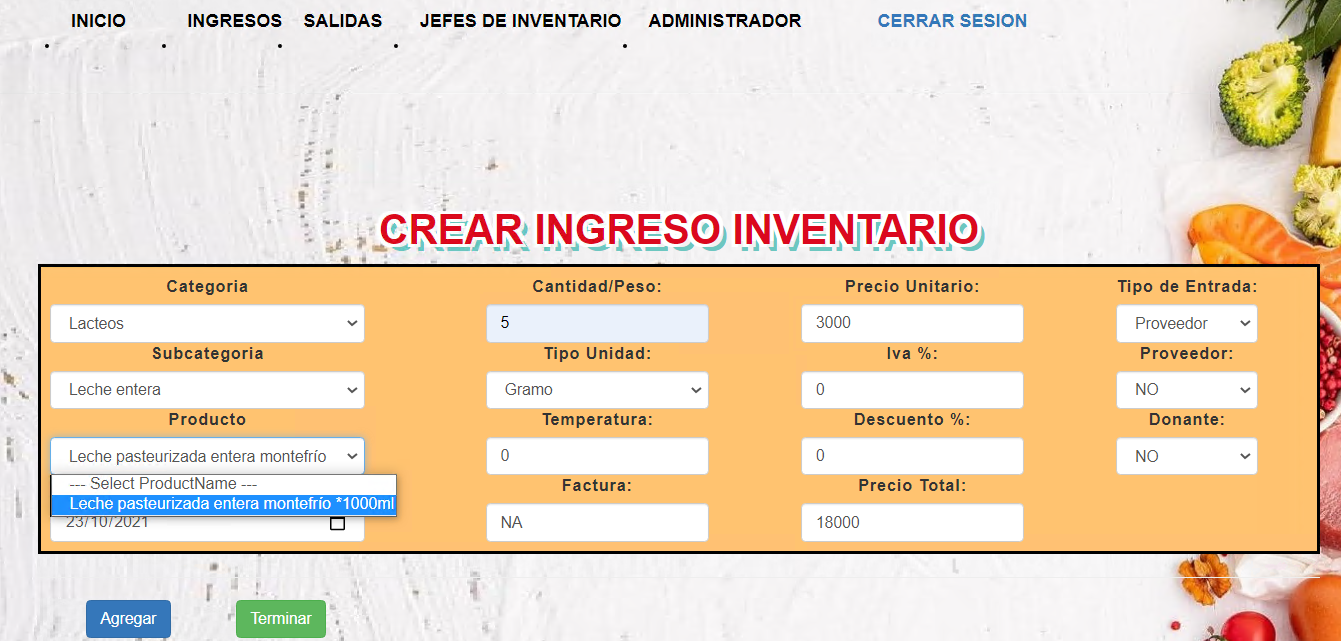 INICIO INGRESOS SALIDAS JEFES DE INVENTARIO ADMINISTRADOR CERRAR SESION
CREAR INGRESO INVENTARIO
Categoria Cantidad/Peso: Precio Unitario: Tipo de Entrada:
Lacteos 5 3000 Proveedor
Subcategoria Tipo Unidad: Iva %: Proveedor:
Leche entera Gramo 0 NO
Producto Temperatura: Descuento %: Donante:
Leche pasteurizada entera montefrío 0 0 NO
--- Select ProductName --- Factura: Precio Total:
Leche pasteurizada entera montefrío *1000ml
23/10/2021 NA 18000
Agregar Terminar